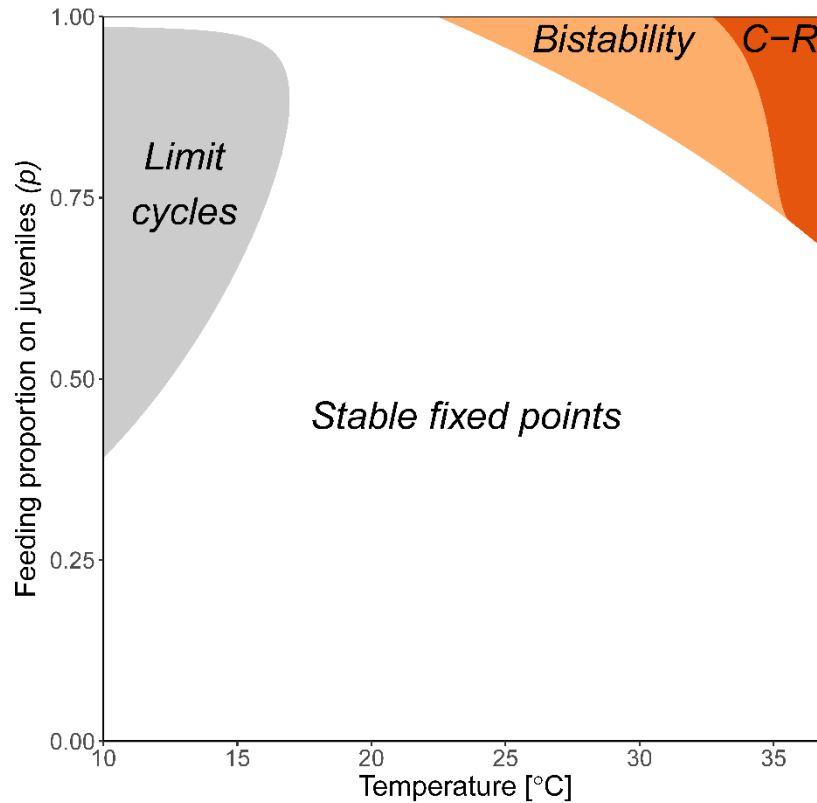 1.00
Bistability
C−R
Limit
cycles
0.75
Feeding proportion on juveniles (p)
0.50
Stable fixed points
0.25
0.00
10
15
20
25
30
35
Temperature [°C]